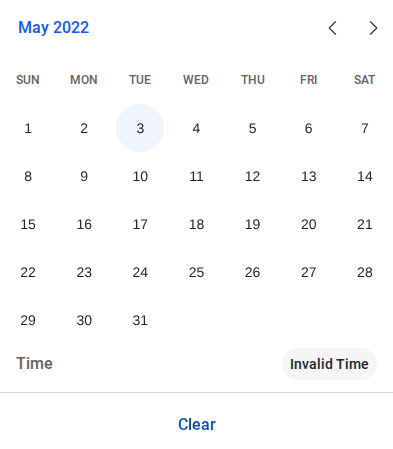 May 2022
SUN MON TUE WED THU FRI SAT
1 2 3 4 5 6 7
8 9 10 11 12 13 14
15 16 17 18 19 20 21
22 23 24 25 26 27 28
29 30 31
Time Invalid Time
Clear